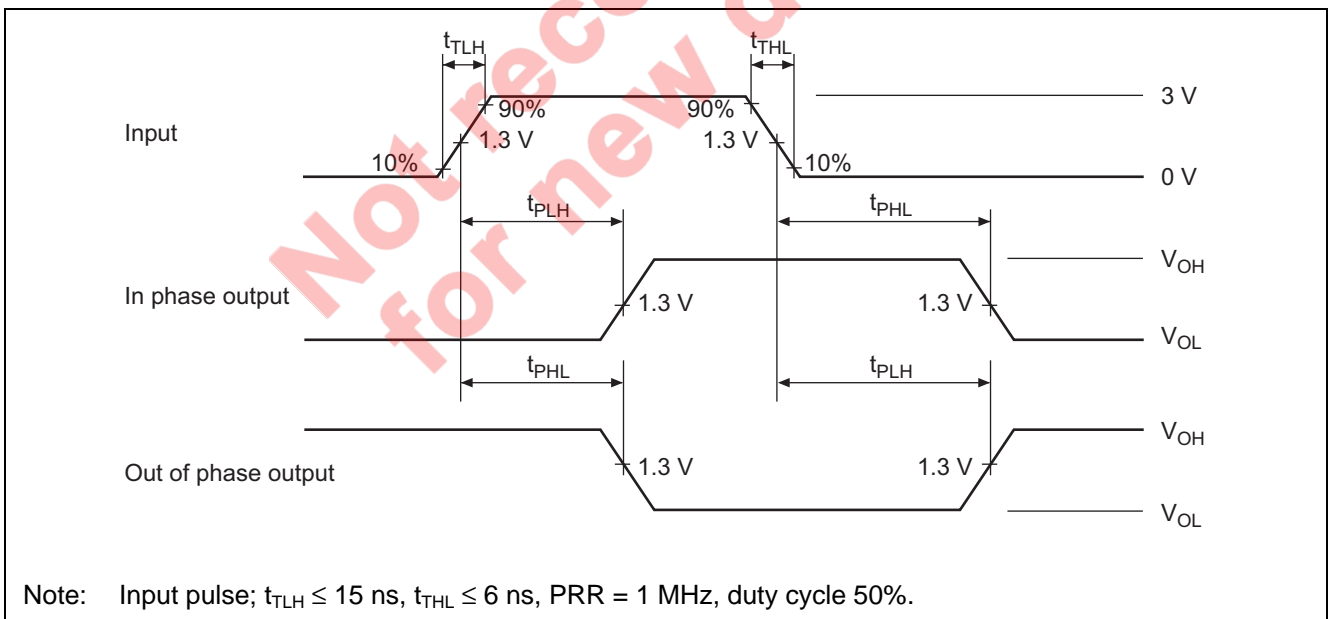 tTLH tTHL
3 V
90% 90%
Input 1.3 V 1.3 V
10% 10%
0 V
tPLH tPHL
VOH
In phase output 1.3 V 1.3 V
VOL
tPHL tPLH
VOH
Out of phase output 1.3 V 1.3 V
VOL
Note: Input pulse; tTLH ≤ 15 ns, tTHL ≤ 6 ns, PRR = 1 MHz, duty cycle 50%.
Not reco
for new d